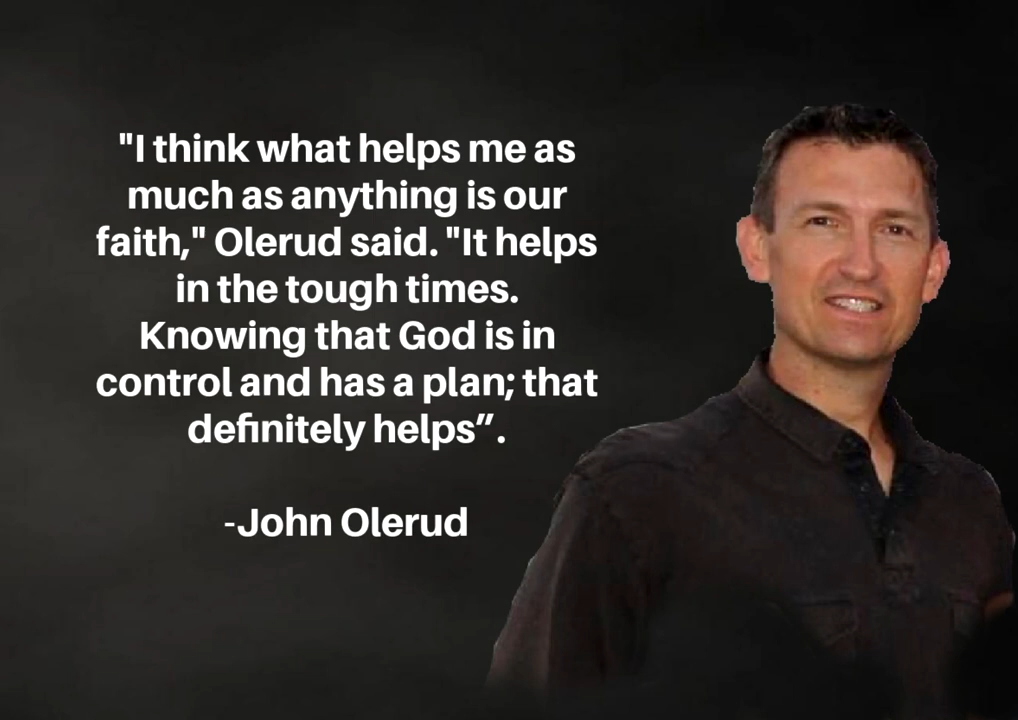 "I think what helps me as
much as anything is our
faith," Olerud said. "It helps
in the tough times.
Knowing that God is in
control and has a plan; that
definitely helps”.
-John Olerud